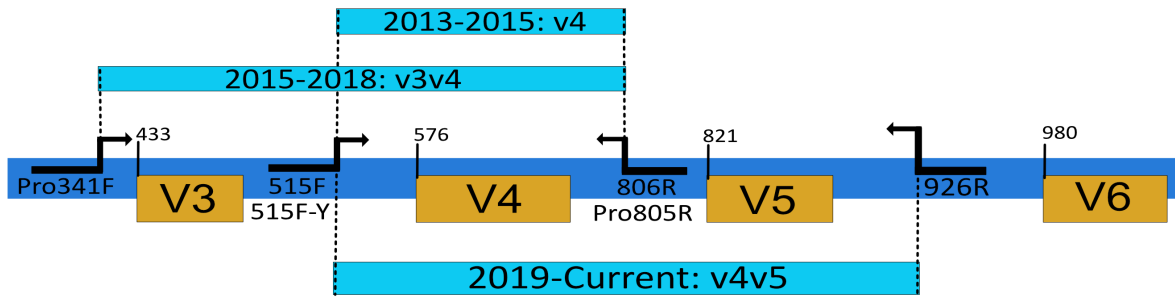 2013-2015: v4
2015-2018: v3v4
433 576 821 980
Pro341F 515F 806R 926R
V3 V4 V5 V6
515F-Y Pro805R
2019-Current: v4v5